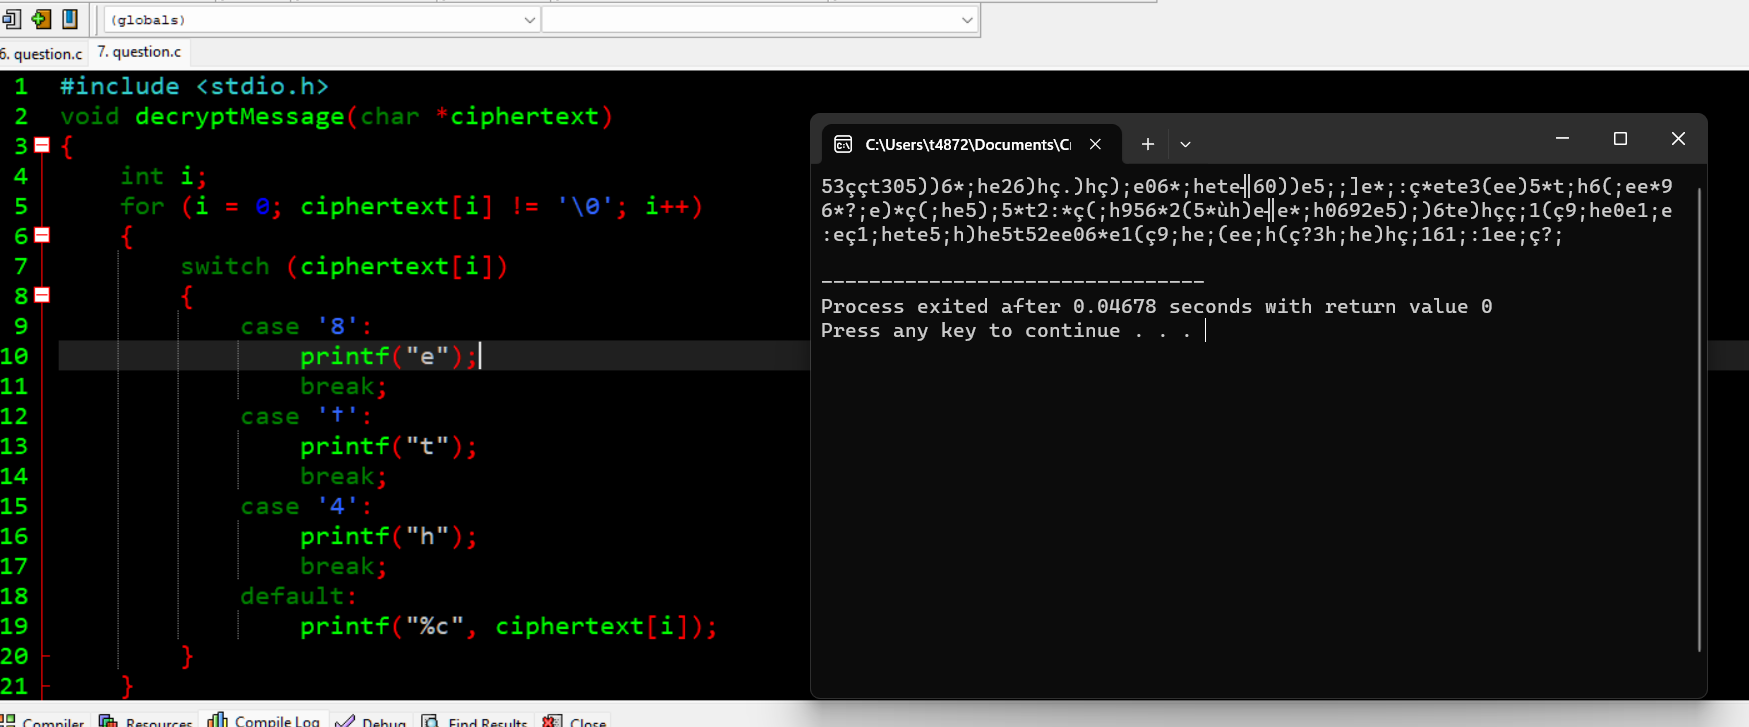 (globals)
6. question.c 7. question.c
1 #include <stdio.h>
2 void decryptMessage(char *ciphertext)
3 {
4 int i;
5 for (i = 0; ciphertext[i] != '\0'; i++)
6 {
7 switch (ciphertext[i])
8 {
9 case '8':
10 printf("e");
11 break;
12 case '†':
13 printf("t");
14 break;
15 case '4':
16 printf("h");
17 break;
18 default:
19 printf("%c", ciphertext[i]);
20 }
21 }
C:\Users\t4872\Documents\C
53ççt305))6*;he26)hç.)hç);e06*;hete╣60))e5;;]e*;:ç*ete3(ee)5*t;h6(;ee*9
6*?;e)*ç(;he5);5*t2:*ç(;h956*2(5*ùh)e╣e*;h0692e5);)6te)hçç;1(ç9;he0e1;e
:eç1;hete5;h)he5t52ee06*e1(ç9;he;(ee;h(ç?3h;he)hç;161;:1ee;ç?;
--------------------------------
Process exited after 0.04678 seconds with return value 0
Press any key to continue . . .
Compiler Resources Compile Log Debug Find Results Close